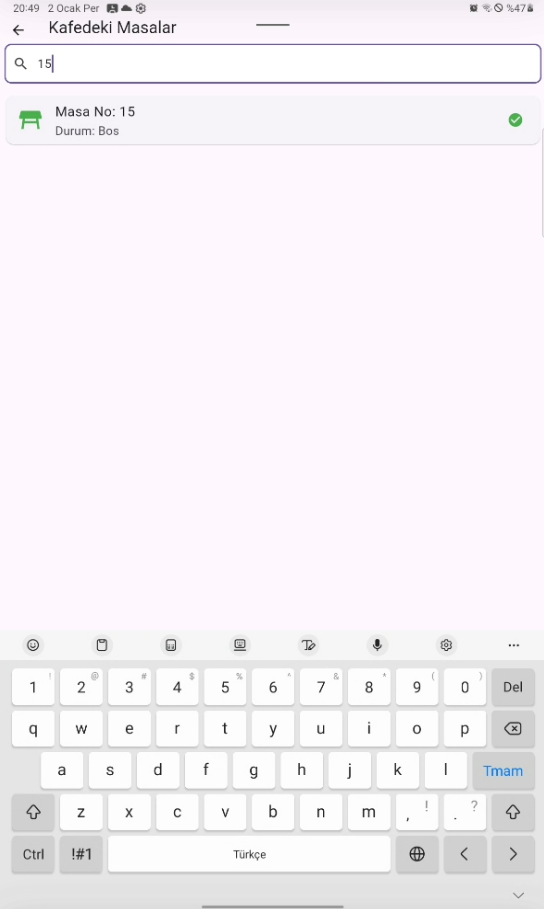 20:49 2 Ocak Per %47
Kafedeki Masalar
15
Masa No: 15
Durum: Bos
1 ! 2 @ 3 # 4 $ 5 % 6 ^ 7 & 8 * 9 ( 0 ) Del
q w e r t y u i o p
a s d f g h j k l Tmam
z x c v b n m , ! . ?
Ctrl !#1 Türkçe < >